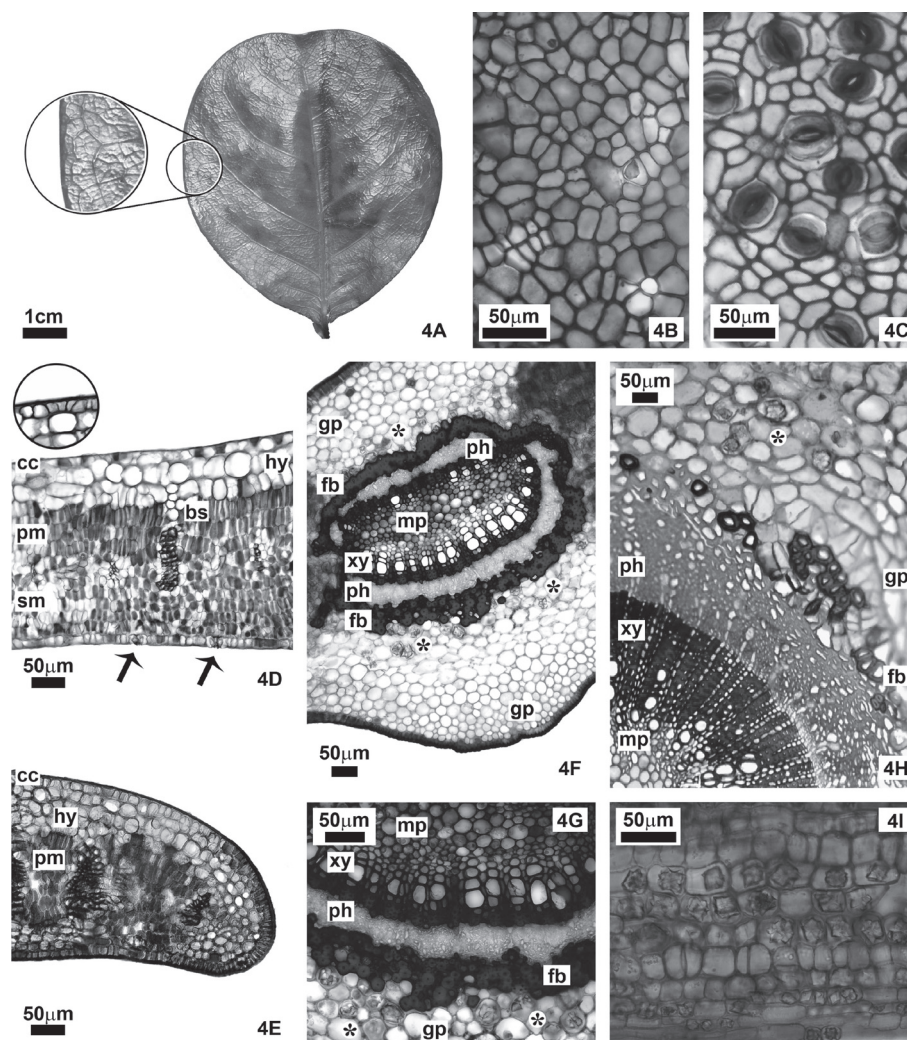 1cm
4A
50μm
4B
50μm
4C
cc
hy
bs
pm
sm
50μm
4D
gp
*
ph
fb
mp
xy
ph
*
fb
*
gp
50μm
4F
50μm
*
ph
gp
xy
fb
mp
4H
cc
hy
pm
50μm
4E
50μm
mp
4G
xy
ph
fb
*
gp
*
50μm
4I